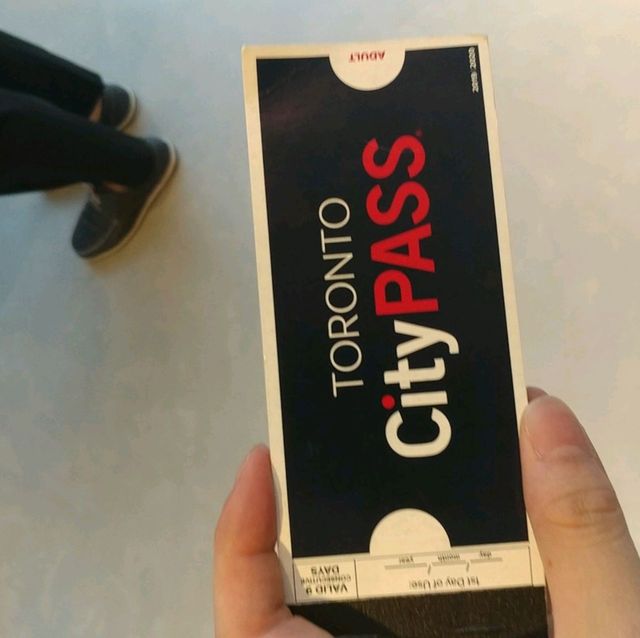 ADULT
2019/2020
TORONTO
CityPASS®
1st Day of Use:
day
month
year
VALID 9
CONSECUTIVE
DAYS